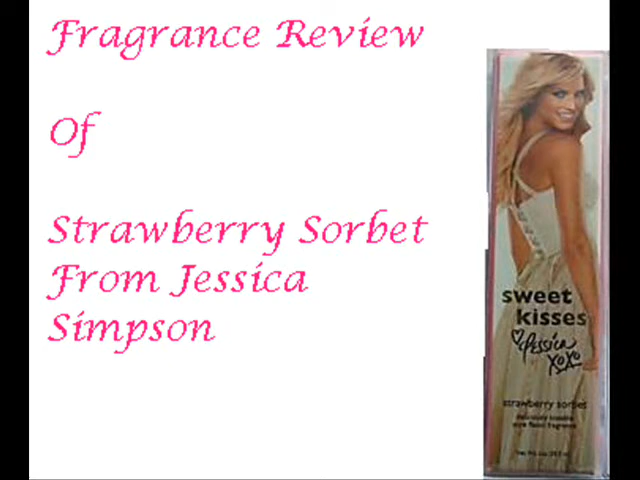 Fragrance Review
Of
Strawberry Sorbet
From Jessica
Simpson
sweet
kisses
Jessica
XOXO
strawberry sorbet